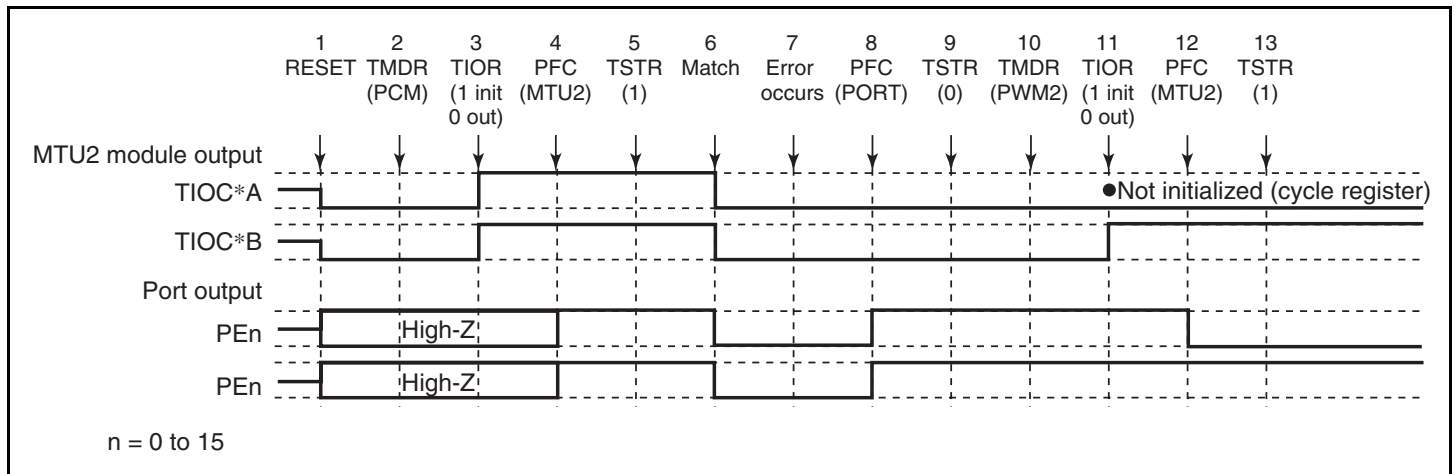 1 2 3 4 5 6 7 8 9 10 11 12 13
RESET TMDR TIOR PFC TSTR Match Error PFC TSTR TMDR TIOR PFC TSTR
(PCM) (1 init (MTU2) (1) occurs (PORT) (0) (PWM2) (1 init (MTU2) (1)
0 out) 0 out)
MTU2 module output
TIOC*A
●Not initialized (cycle register)
TIOC*B
Port output
PEn High-Z
PEn High-Z
n = 0 to 15